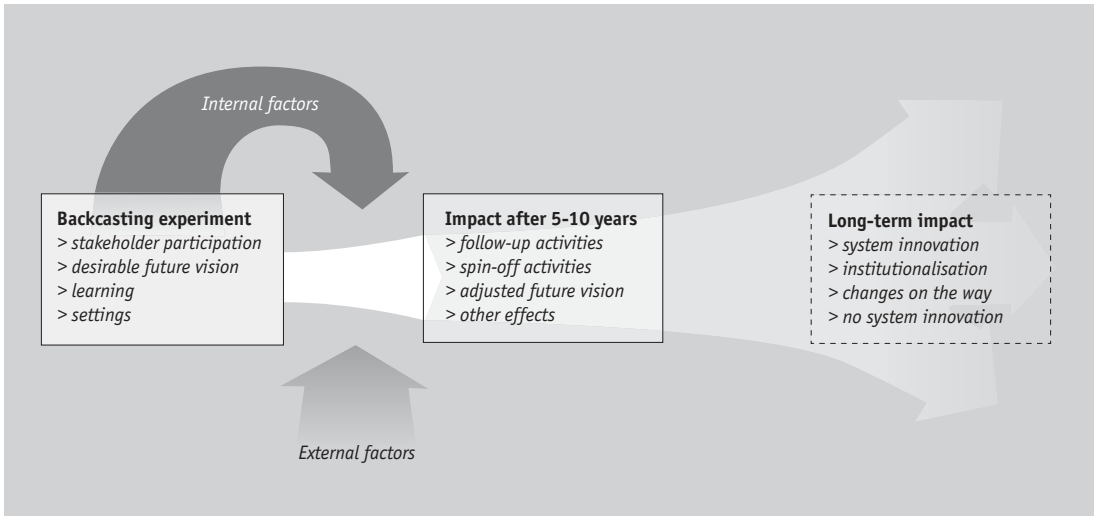 Internal factors
Backcasting experiment
> stakeholder participation
> desirable future vision
> learning
> settings
Impact after 5-10 years
> follow-up activities
> spin-off activities
> adjusted future vision
> other effects
Long-term impact
> system innovation
> institutionalisation
> changes on the way
> no system innovation
External factors